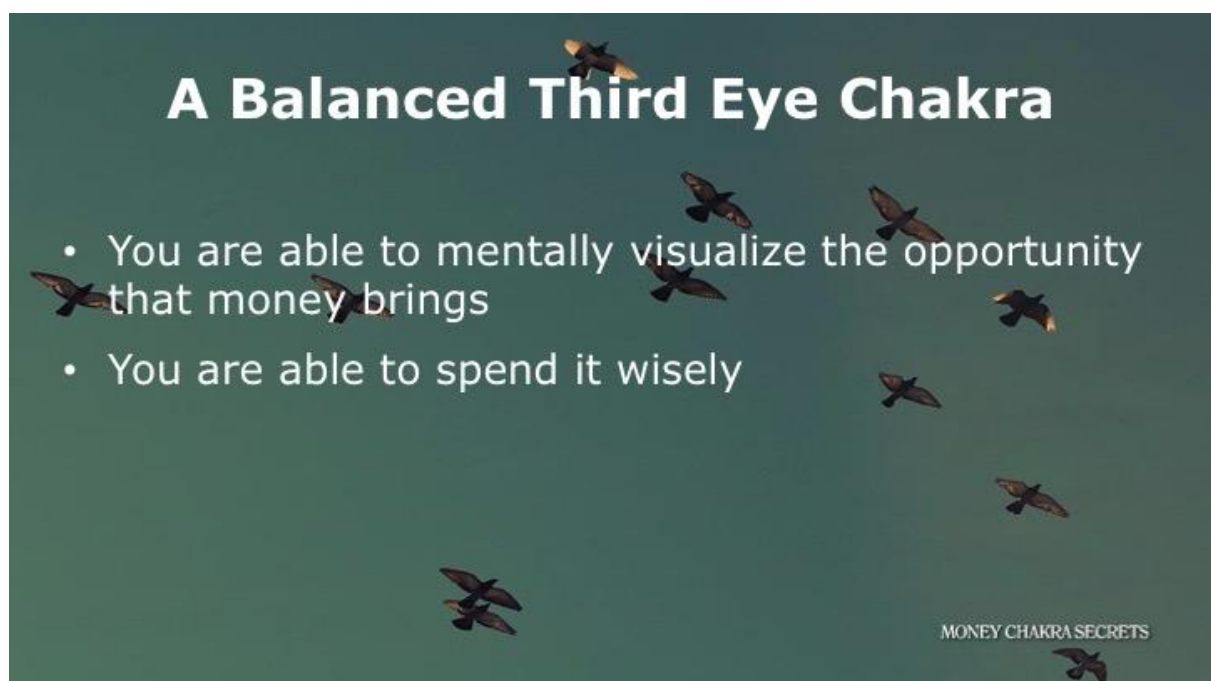 A Balanced Third Eye Chakra
• You are able to mentally visualize the opportunity
that money brings
• You are able to spend it wisely
MONEY CHAKRA SECRETS